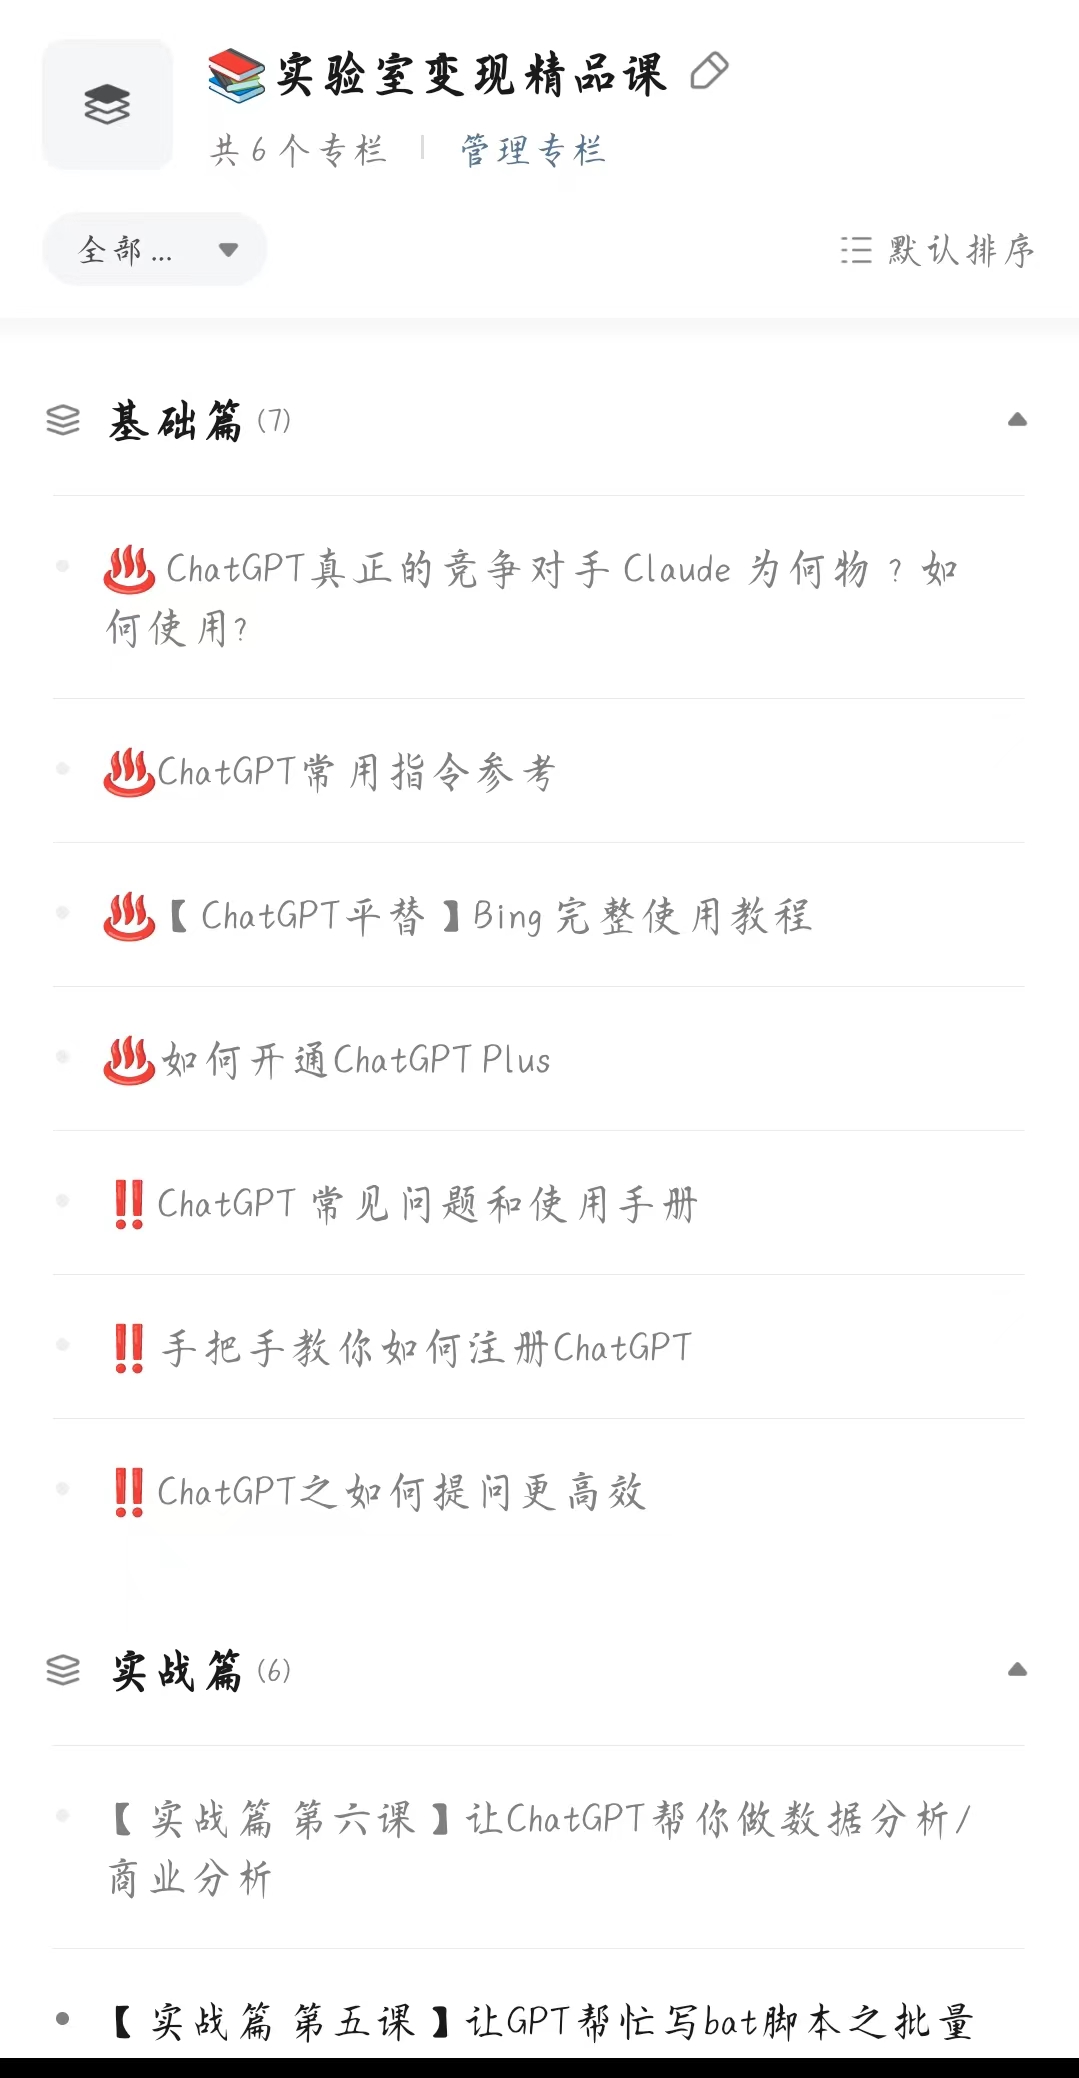 📚实验室变现精品课
共6个专栏 | 管理专栏
全部... 默认排序
基础篇 (7)
♨️ ChatGPT真正的竞争对手 Claude 为何物？如
何使用?
♨️ChatGPT常用指令参考
♨️【ChatGPT平替】Bing 完整使用教程
♨️如何开通ChatGPT Plus
‼️ChatGPT 常见问题和使用手册
‼️手把手教你如何注册ChatGPT
‼️ChatGPT之如何提问更高效
实战篇 (6)
【实战篇 第六课】让ChatGPT帮你做数据分析/
商业分析
【实战篇 第五课】让GPT帮忙写bat脚本之批量